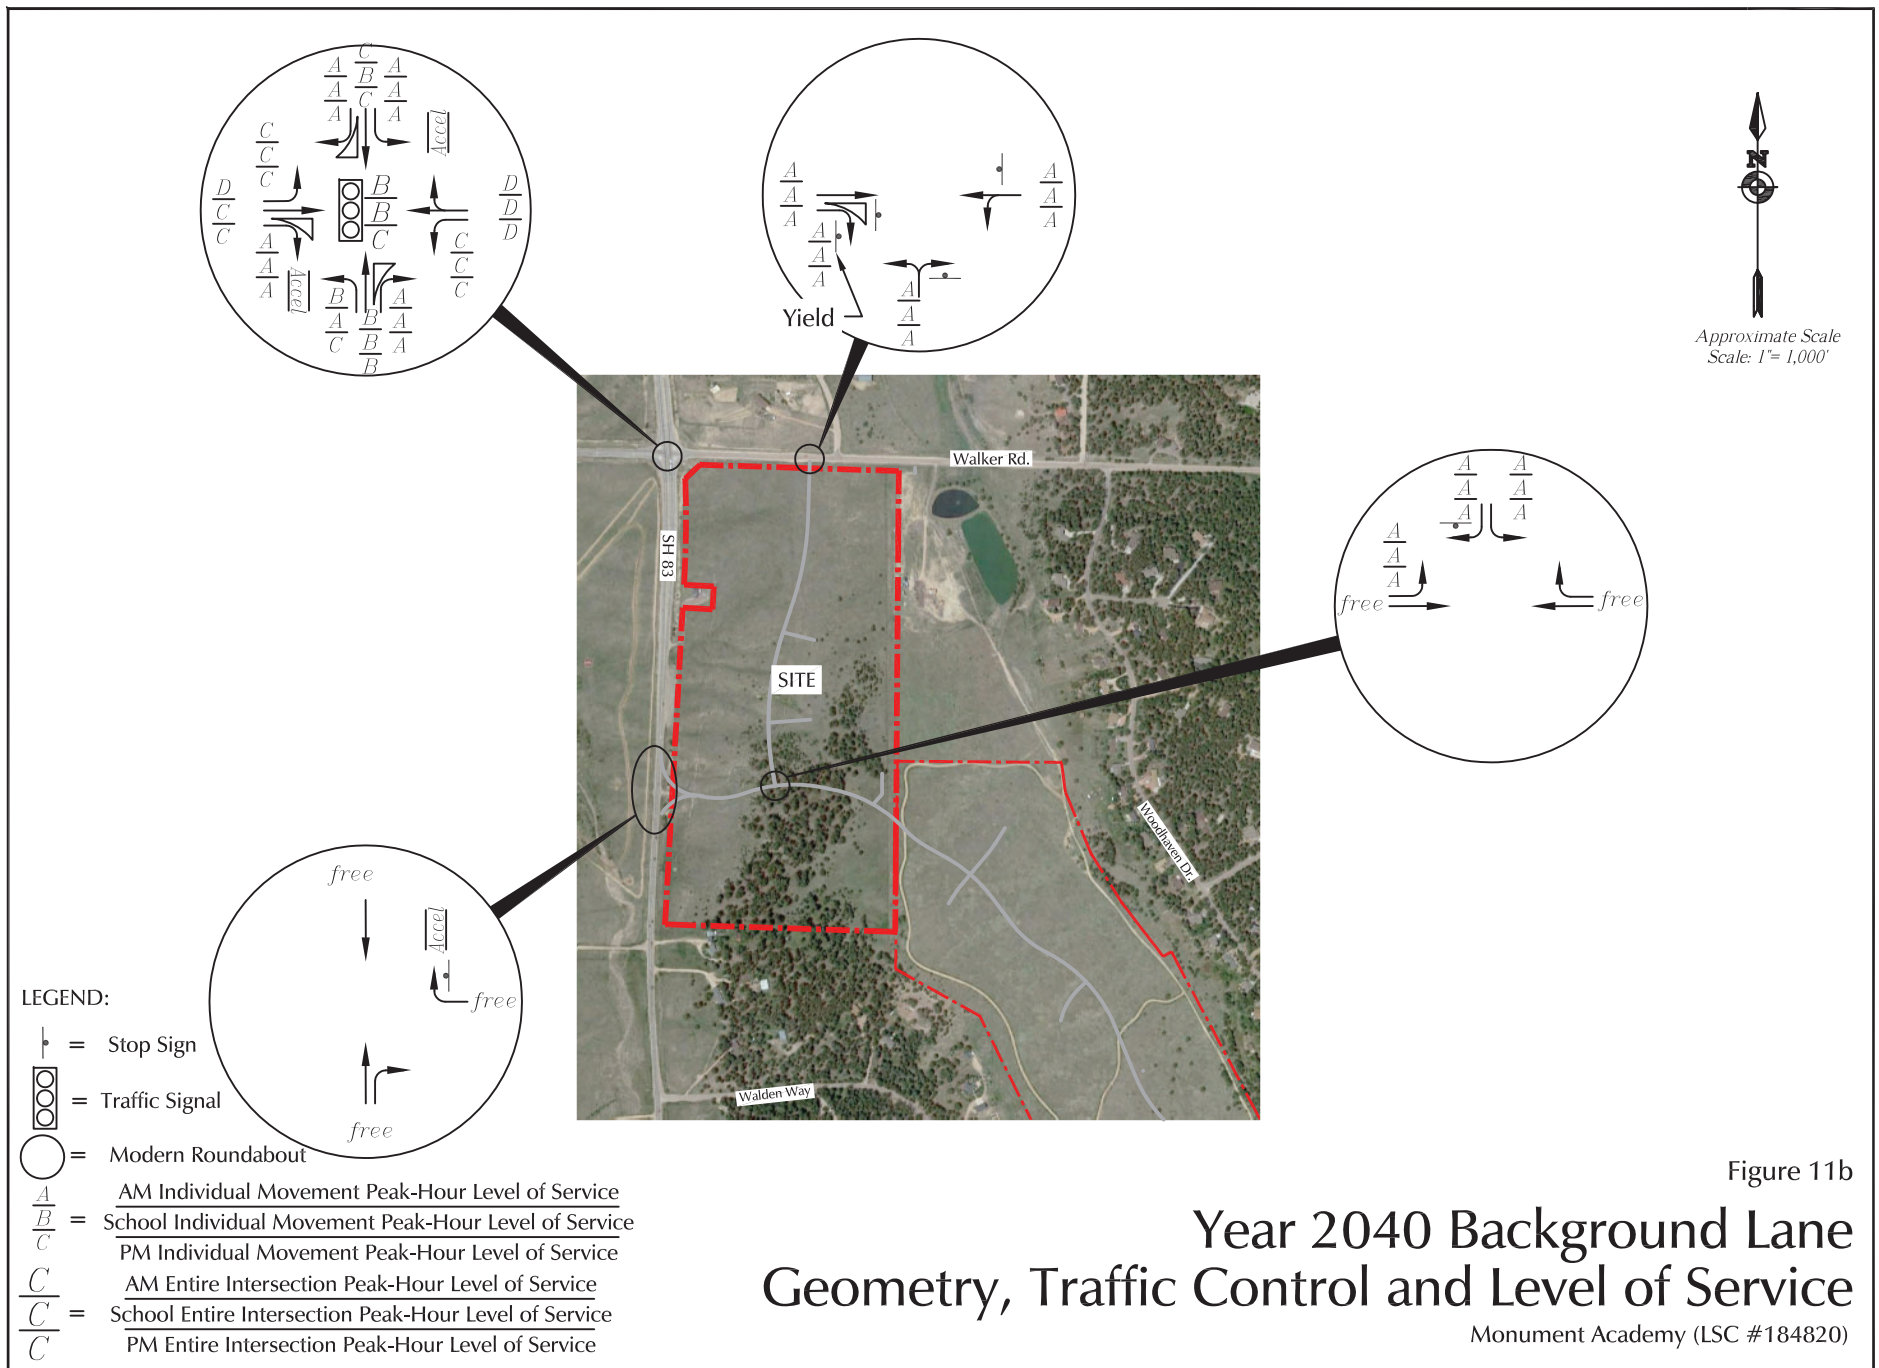 C
A B A
A C A
A A
Accel
C
C
C
D
C
C
B
B
C
D
D
D
A
A
A
Accel
C
C
C
B
A
C
B
B
B
A
A
A
A
A
A
A
A
A
A
A
A
Yield
A
A
A
N
Approximate Scale
Scale: 1"= 1,000'
Walker Rd.
SH 83
SITE
Woodhaven Dr.
Walden Way
A A
A A
A A
A
A
A
free
free
free
Accel
free
free
LEGEND:
= Stop Sign
= Traffic Signal
= Modern Roundabout
A AM Individual Movement Peak-Hour Level of Service
B = School Individual Movement Peak-Hour Level of Service
C PM Individual Movement Peak-Hour Level of Service
C AM Entire Intersection Peak-Hour Level of Service
C = School Entire Intersection Peak-Hour Level of Service
C PM Entire Intersection Peak-Hour Level of Service
Figure 11b
Year 2040 Background Lane
Geometry, Traffic Control and Level of Service
Monument Academy (LSC #184820)